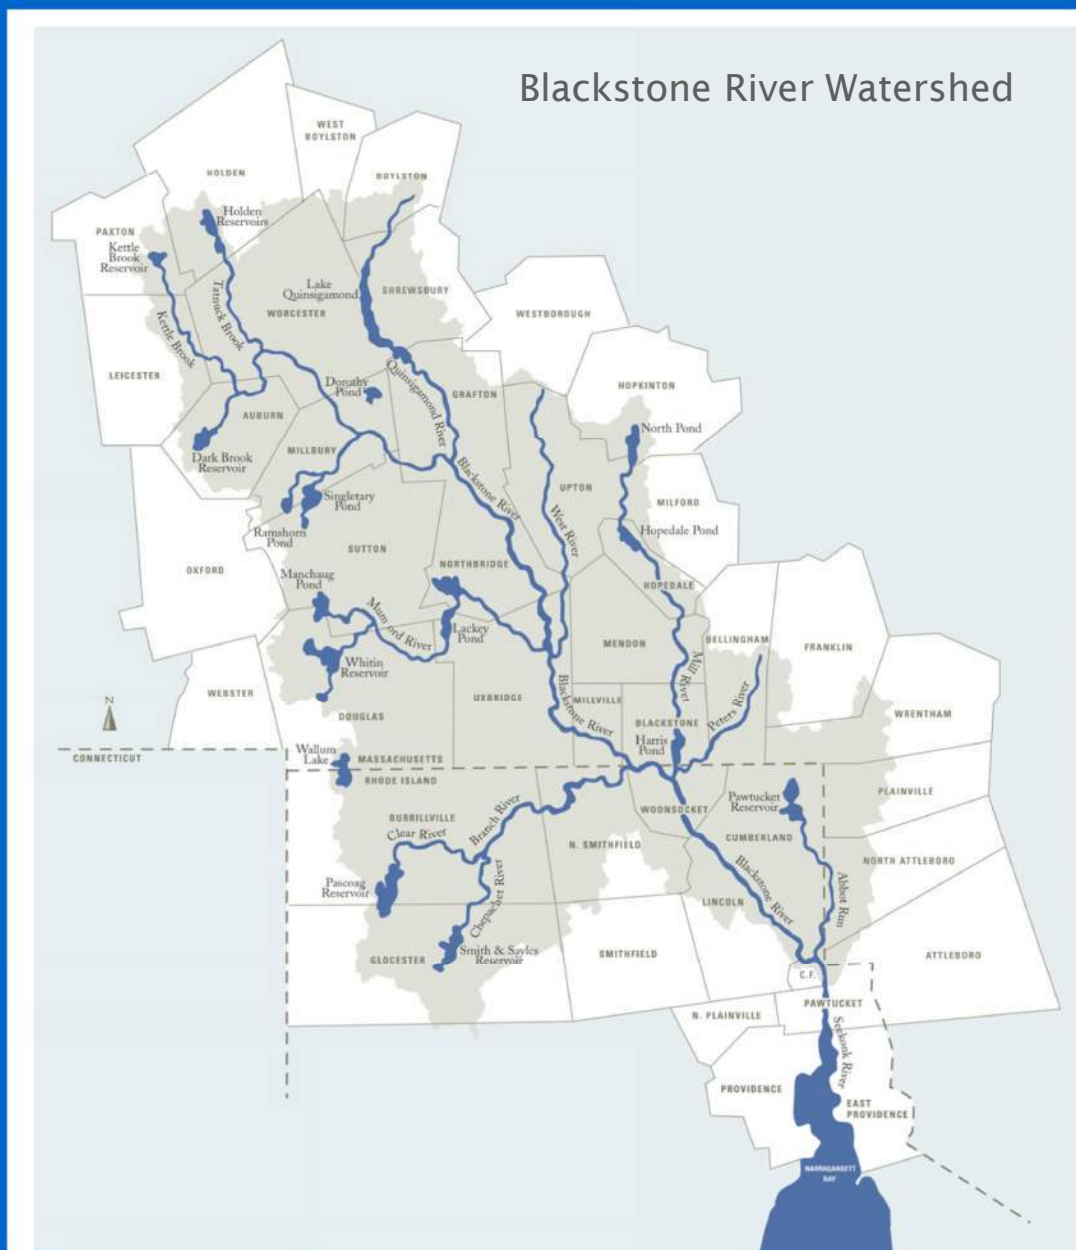 Blackstone River Watershed
WEST
BOYLSTON
HOLDEN
BOYLSTON
Holden
Reservoirs
PAXTON
Kettle
Brook
Reservoir
Lake
Quinsigamond
SHREWSBURY
Tatnuck Brook
WORCESTER
WESTBOROUGH
Kettle Brook
LEICESTER
Dorothy
Pond
Quinsigamond River
GRAFTON
HOPKINTON
AUBURN
North Pond
MILLBURY
Dark Brook
Reservoir
Blackstone River
UPTON
Singletary
Pond
MILFORD
Ramshorn
Pond
West River
Hopedale Pond
SUTTON
OXFORD
NORTHBRIDGE
Manchaug
Pond
HOPEDALE
Mumford River
Lackey
Pond
MENDON
BELLINGHAM
FRANKLIN
Whitin
Reservoir
Mill River
WEBSTER
UXBRIDGE
Blackstone River
MILLVILLE
Peters River
N
DOUGLAS
BLACKSTONE
WRENTHAM
Harris
Pond
CONNECTICUT
Wallum
Lake
MASSACHUSETTS
RHODE ISLAND
PLAINVILLE
Pawtucket
Reservoir
WOONSOCKET
BURRILLVILLE
Clear River
Branch River
N. SMITHFIELD
CUMBERLAND
NORTH ATTLEBORO
Pascoag
Reservoir
Chepachet River
Blackstone River
Abbot Run
LINCOLN
GLOCESTER
Smith & Sayles
Reservoir
SMITHFIELD
ATTLEBORO
C.F.
PAWTUCKET
N. PLAINVILLE
Seekonk River
PROVIDENCE
EAST
PROVIDENCE
NARRAGANSETT
BAY